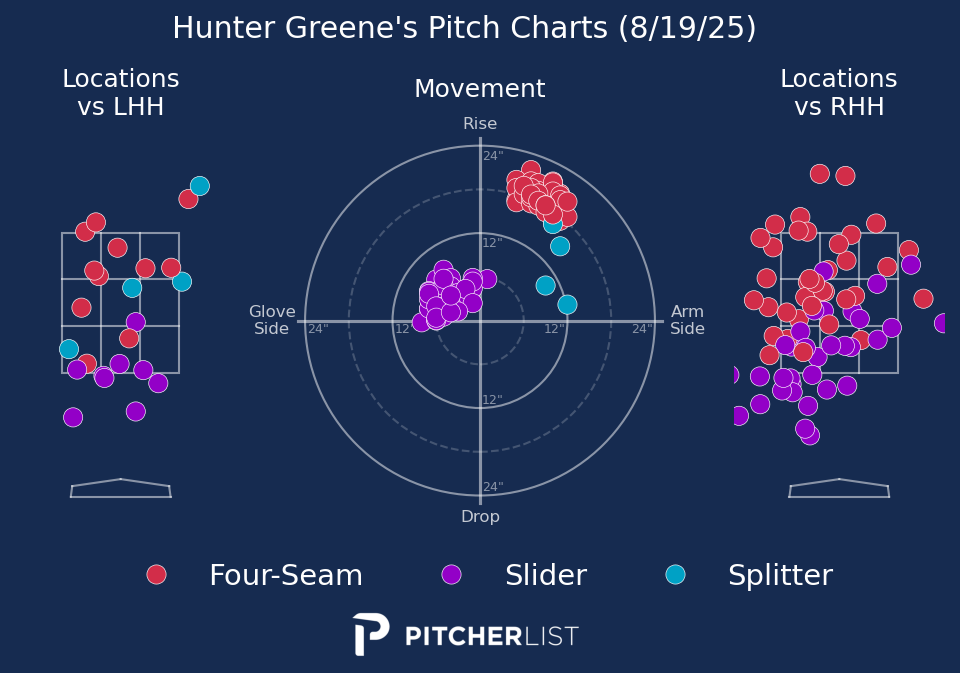 Hunter Greene's Pitch Charts (8/19/25)
Locations
vs LHH
Movement
Locations
vs RHH
Rise
24"
12"
Glove
Side
24"
12"
12"
24"
Arm
Side
12"
24"
Drop
Four-Seam
Slider
Splitter
PITCHERLIST